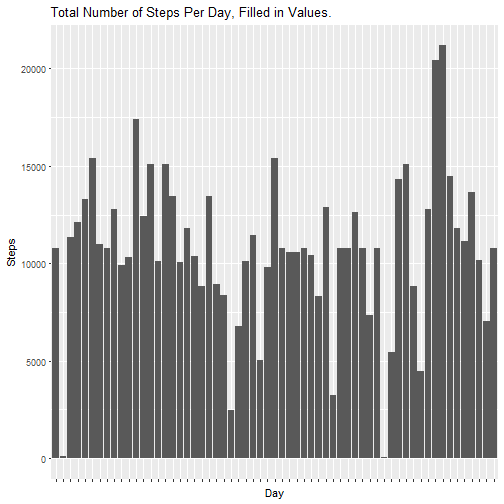 Total Number of Steps Per Day, Filled in Values.
20000
15000
10000
5000
0
Steps
Day